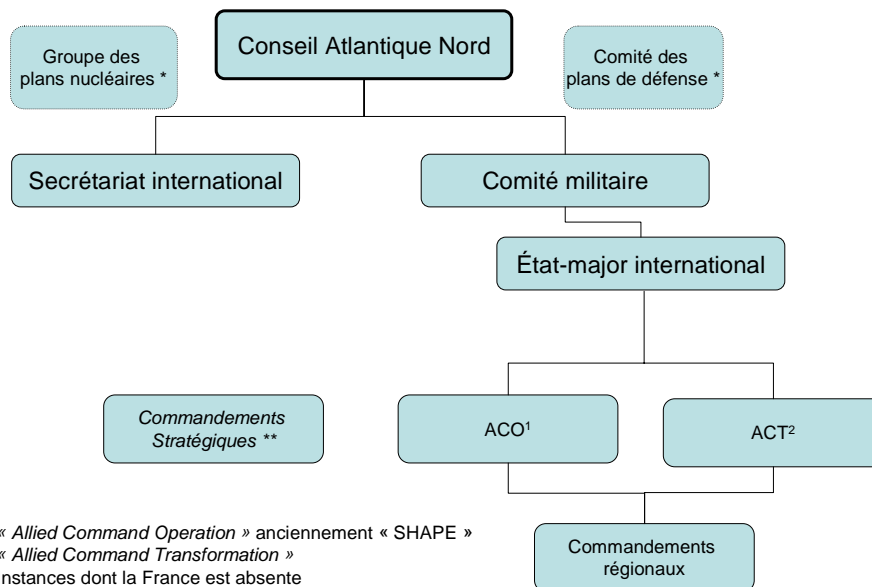 Conseil Atlantique Nord
Groupe des
plans nucléaires *
Comité des
plans de défense *
Secrétariat international
Comité militaire
État-major international
Commandements
Stratégiques **
ACO¹
ACT²
« Allied Command Operation » anciennement « SHAPE »
« Allied Command Transformation »
nstances dont la France est absente
Commandements
régionaux